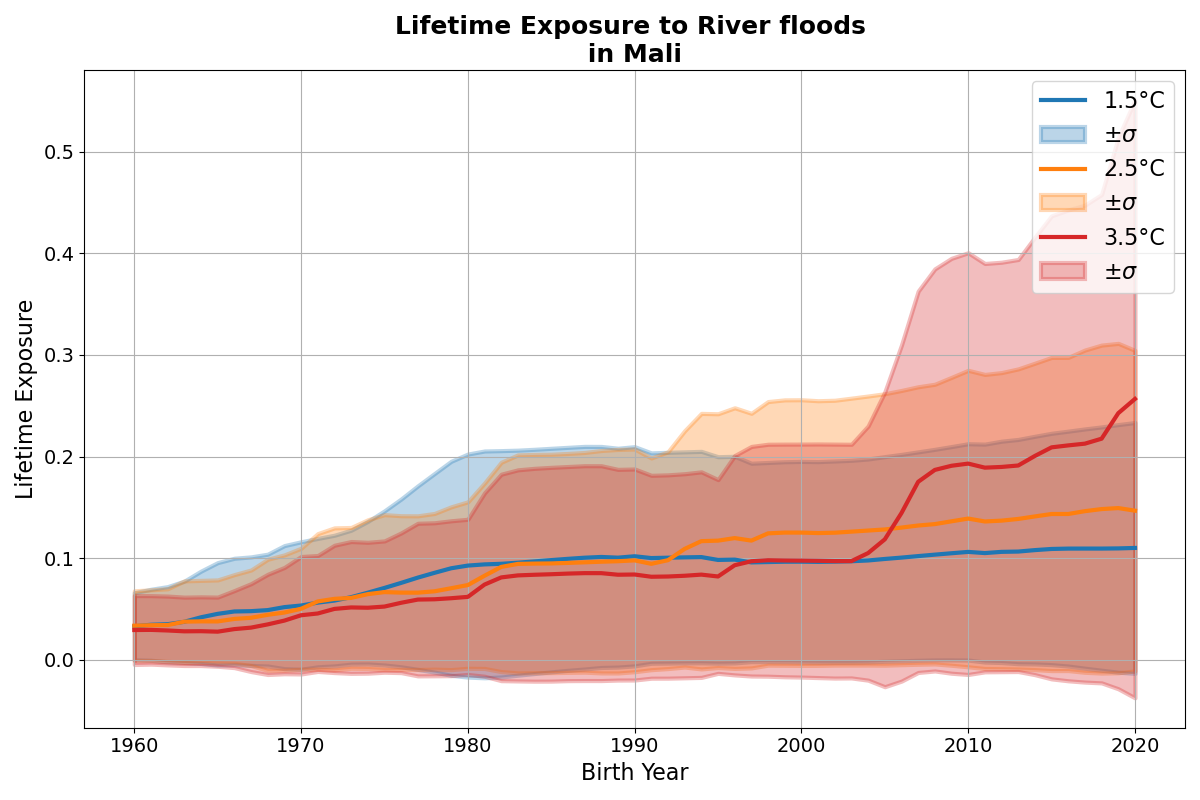 Lifetime Exposure to River floods
in Mali
Lifetime Exposure
0.5
0.4
0.3
0.2
0.1
0.0
1960 1970 1980 1990 2000 2010 2020
Birth Year
1.5°C
±σ
2.5°C
±σ
3.5°C
±σ